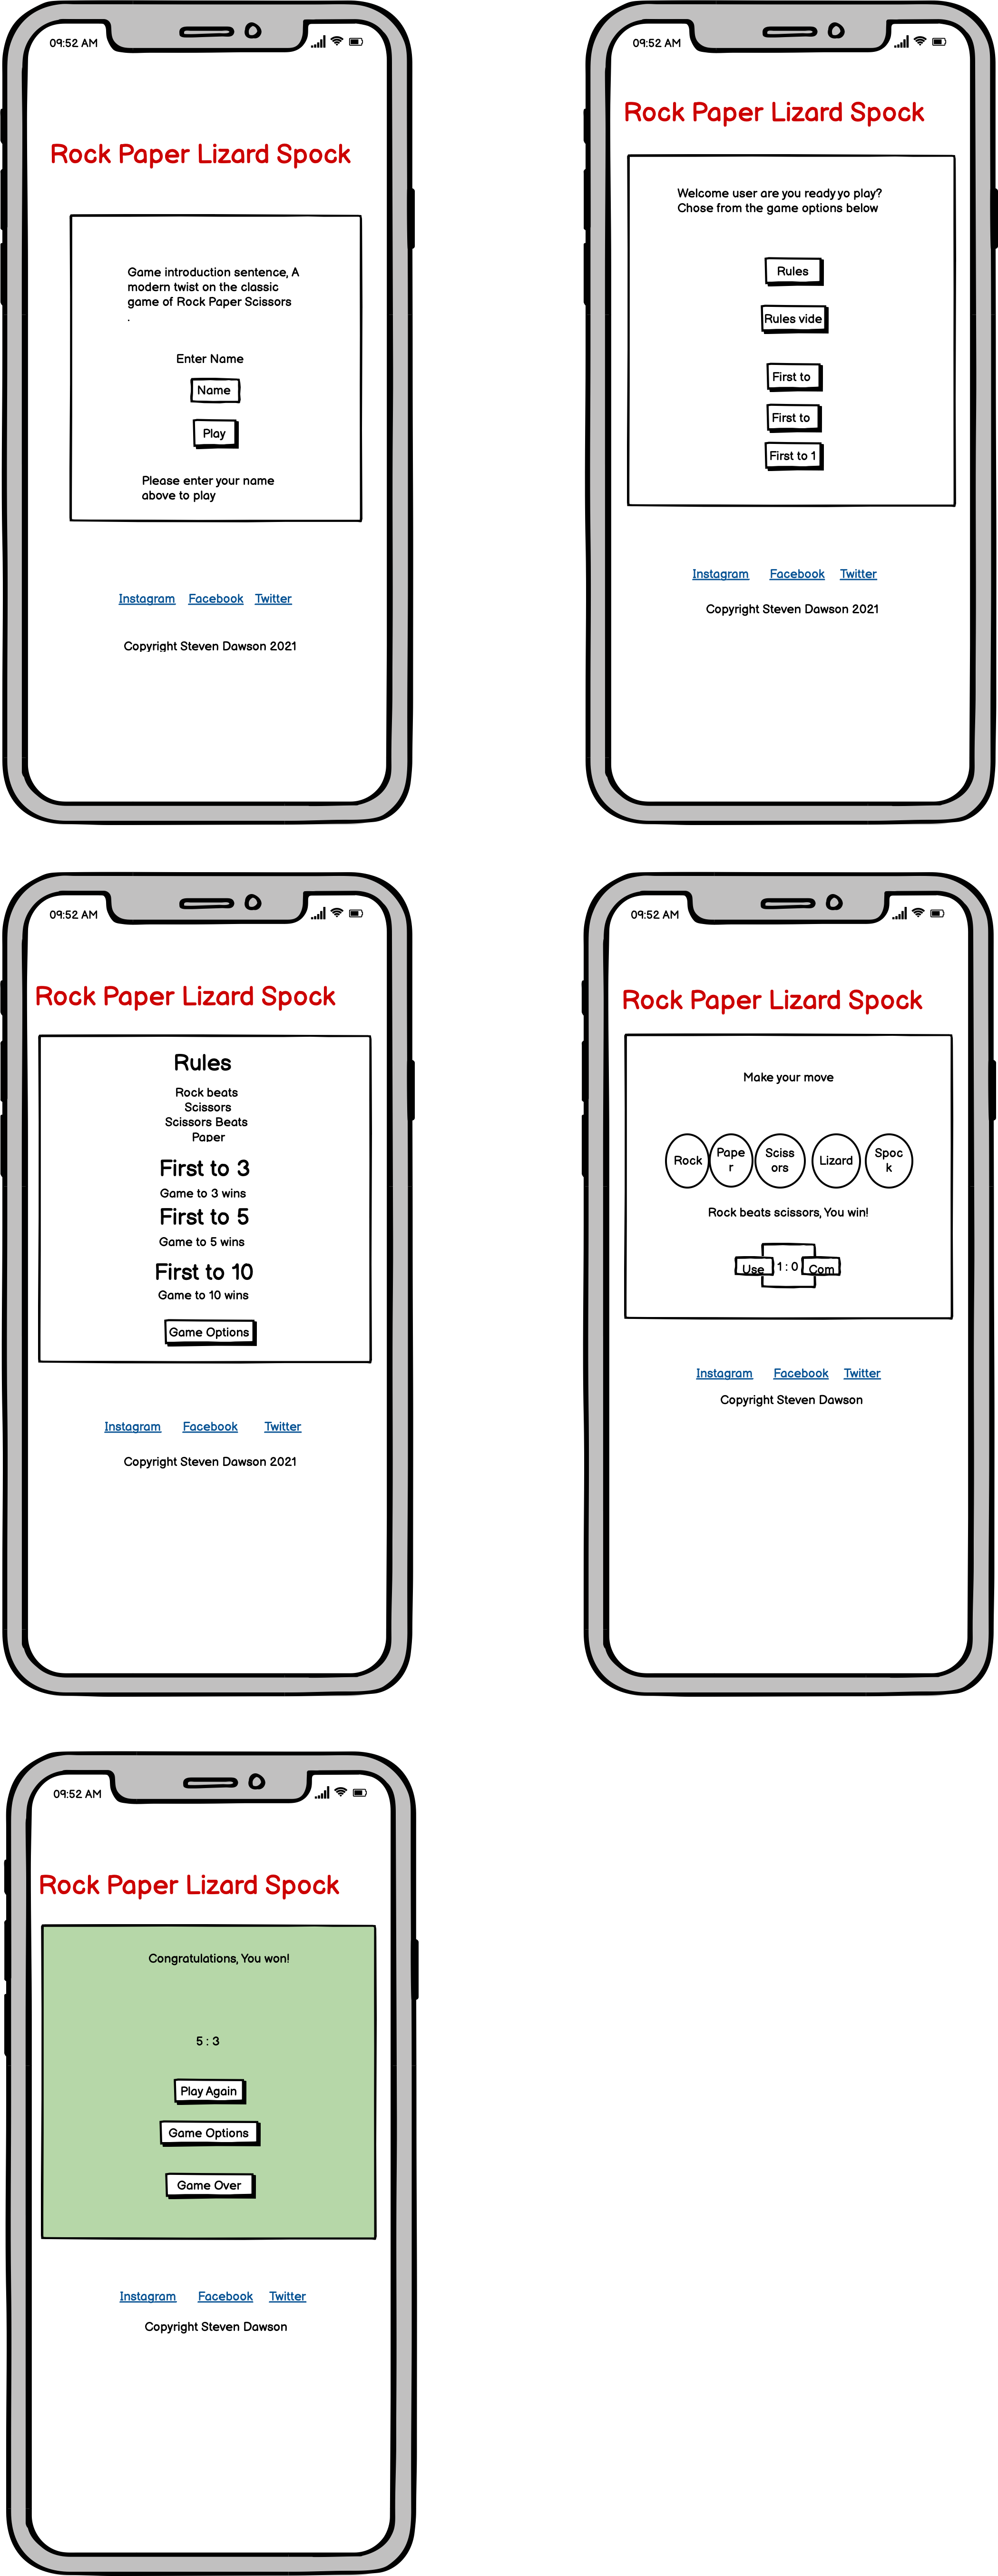 09:52 AM
Rock Paper Lizard Spock
Game introduction sentence, A
modern twist on the classic
game of Rock Paper Scissors
.
Enter Name
Name
Play
Please enter your name
above to play
Instagram Facebook Twitter
Copyright Steven Dawson 2021
09:52 AM
Rock Paper Lizard Spock
Welcome user are you ready yo play?
Chose from the game options below
Rules
Rules vide
First to
First to
First to 1
Instagram Facebook Twitter
Copyright Steven Dawson 2021
09:52 AM
Rock Paper Lizard Spock
Rules
Rock beats
Scissors
Scissors Beats
Paper
First to 3
Game to 3 wins
First to 5
Game to 5 wins
First to 10
Game to 10 wins
Game Options
Instagram Facebook Twitter
Copyright Steven Dawson 2021
09:52 AM
Rock Paper Lizard Spock
Make your move
Rock
Pape
r
Sciss
ors
Lizard
Spoc
k
Rock beats scissors, You win!
Use 1 : 0 Com
Instagram Facebook Twitter
Copyright Steven Dawson
09:52 AM
Rock Paper Lizard Spock
Congratulations, You won!
5 : 3
Play Again
Game Options
Game Over
Instagram Facebook Twitter
Copyright Steven Dawson